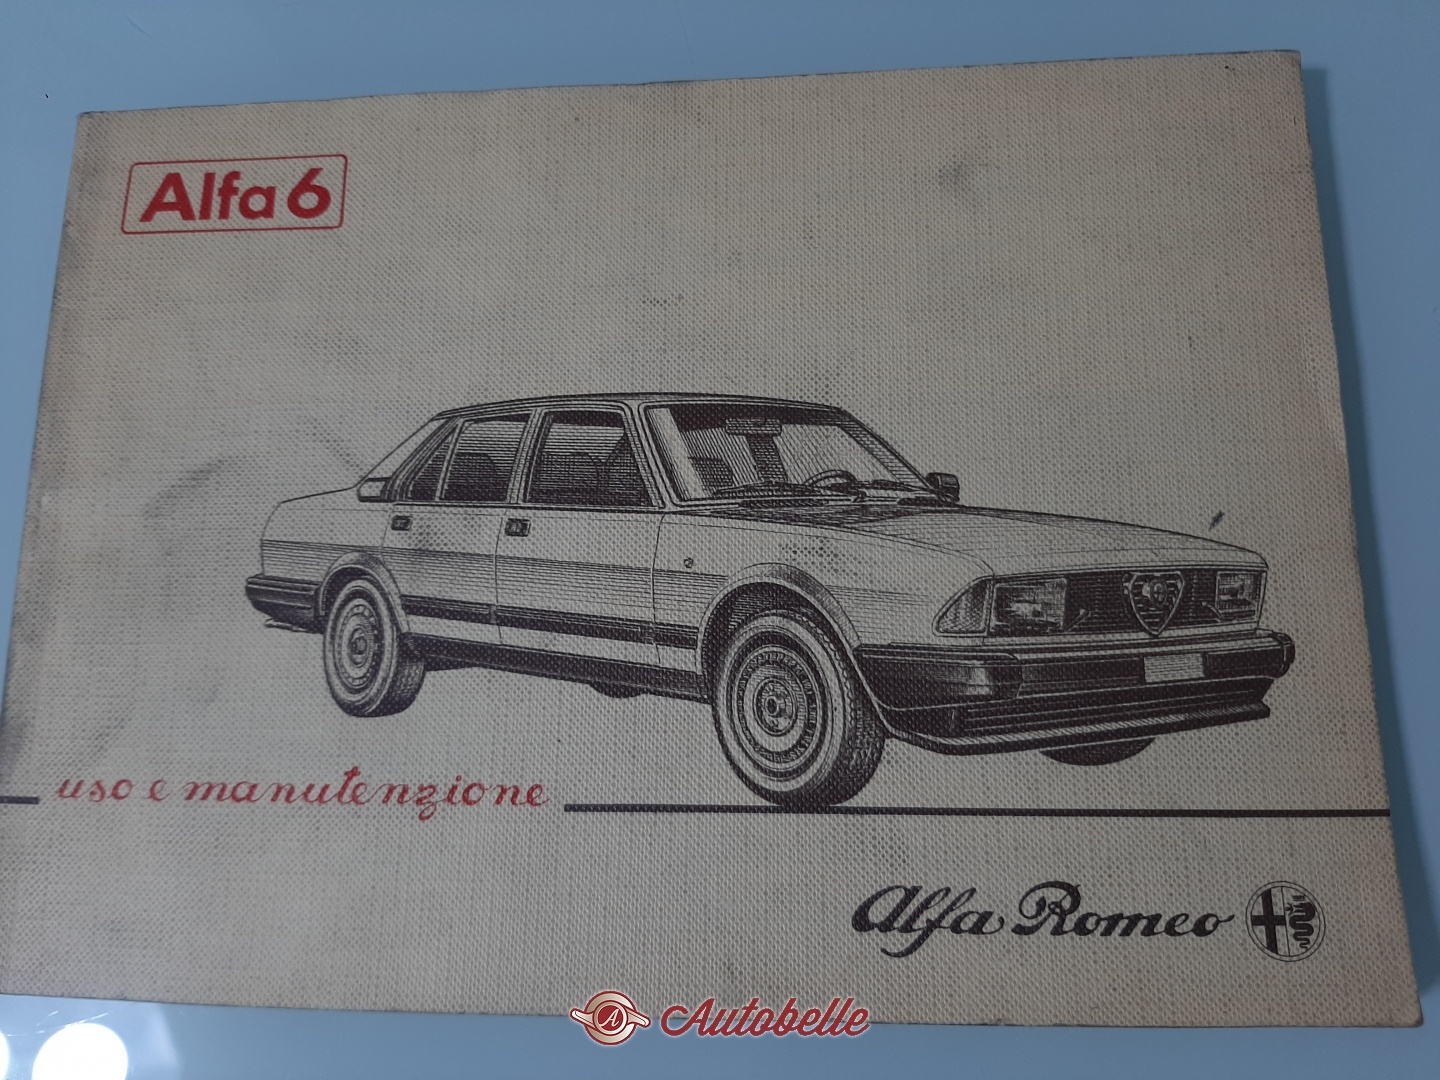 Alfa 6
uso e manutenzione
Alfa Romeo
A Autobelle